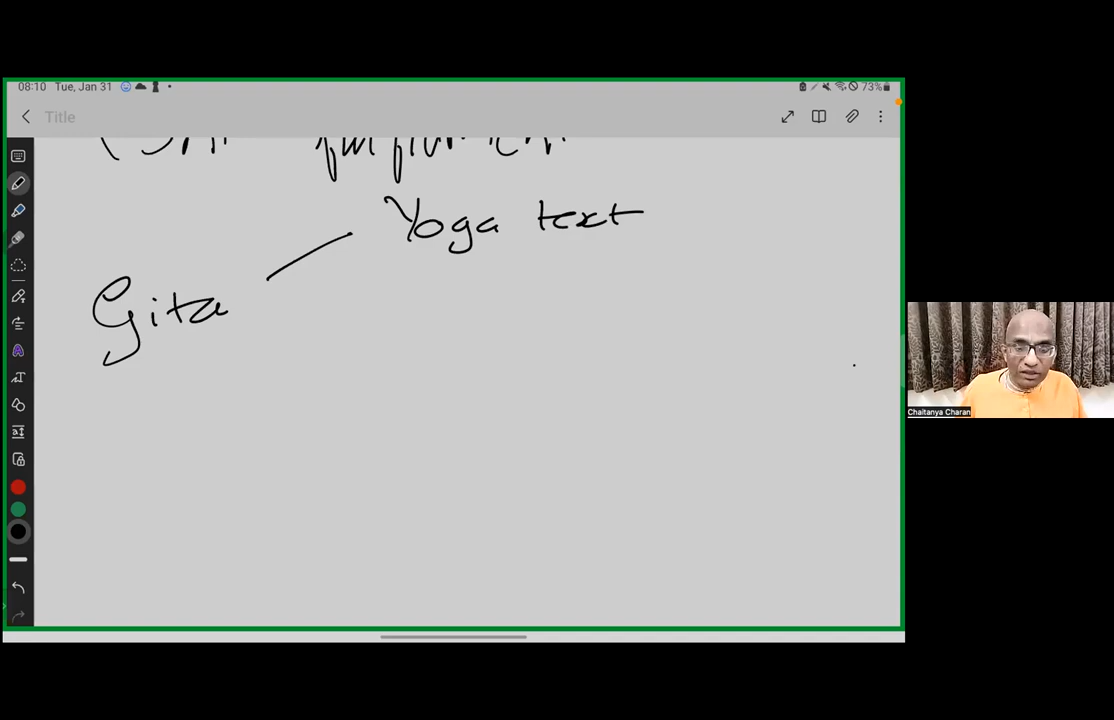 08:10 Tue, Jan 31
73%
Title
Yoga text
Gita
Chaitanya Charan